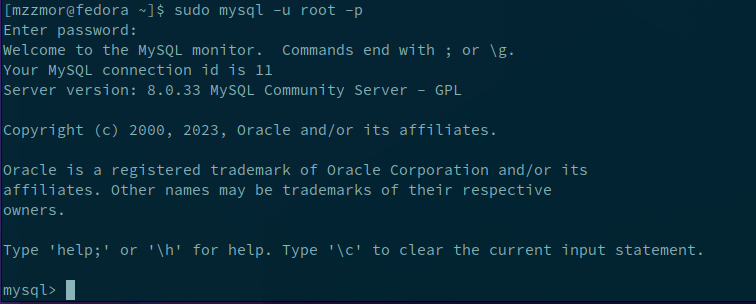 [mzzmor@fedora ~]$ sudo mysql -u root -p
Enter password:
Welcome to the MySQL monitor.  Commands end with ; or \g.
Your MySQL connection id is 11
Server version: 8.0.33 MySQL Community Server - GPL
Copyright (c) 2000, 2023, Oracle and/or its affiliates.
Oracle is a registered trademark of Oracle Corporation and/or its
affiliates. Other names may be trademarks of their respective
owners.
Type 'help;' or '\h' for help. Type '\c' to clear the current input statement.
mysql>